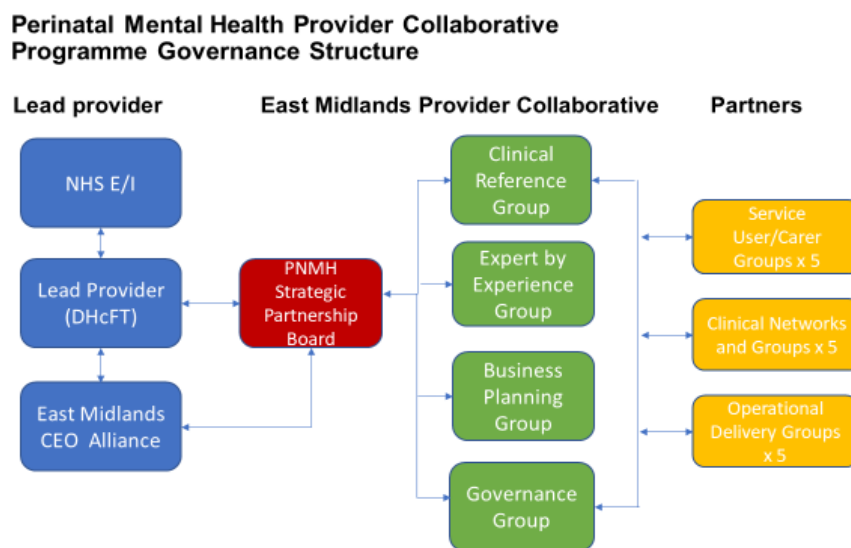 Perinatal Mental Health Provider Collaborative
Programme Governance Structure
Lead provider
East Midlands Provider Collaborative
Partners
NHS E/I
Lead Provider
(DHcFT)
East Midlands
CEO Alliance
PNMH
Strategic
Partnership
Board
Clinical
Reference
Group
Expert by
Experience
Group
Business
Planning
Group
Governance
Group
Service
User/Carer
Groups x 5
Clinical Networks
and Groups x 5
Operational
Delivery Groups
x 5